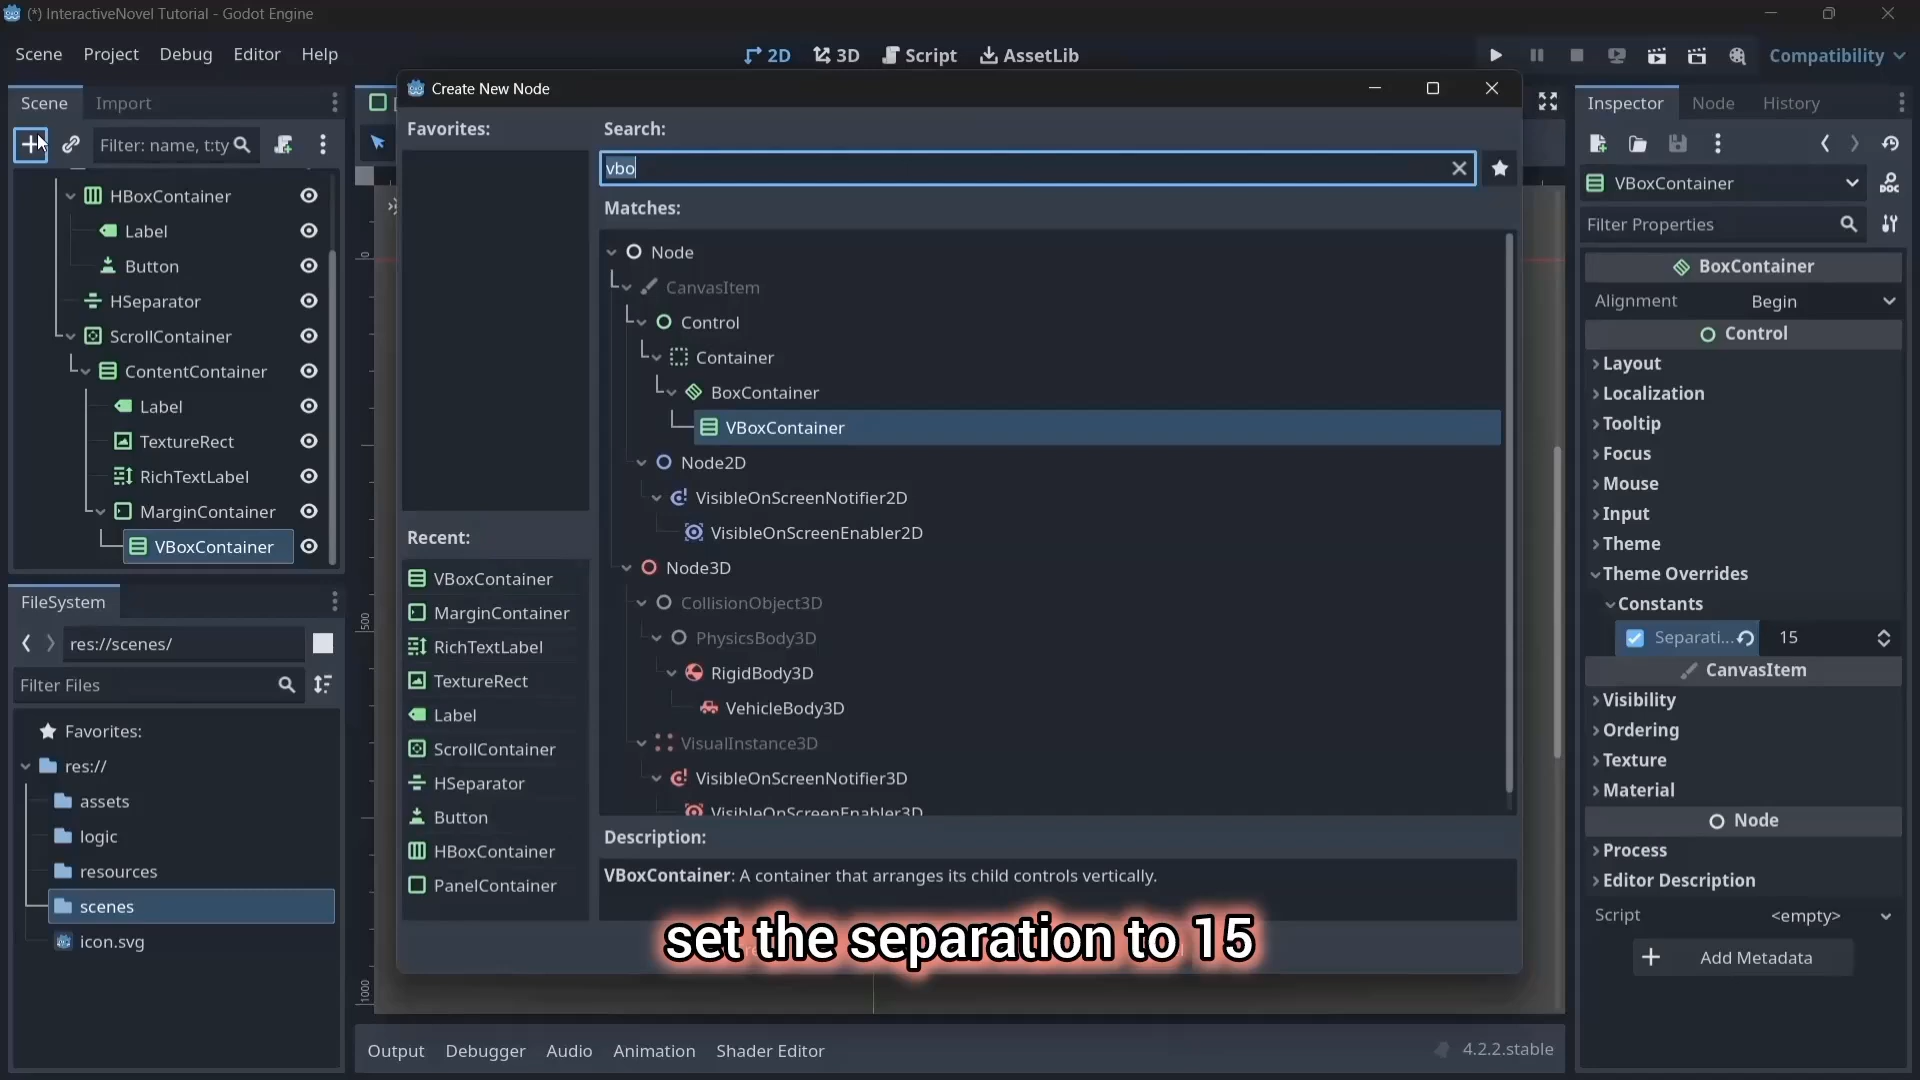 (*) InteractiveNovel Tutorial - Godot Engine
Scene Project Debug Editor Help
2D 3D Script AssetLib
Compatibility
Scene Import
Filter: name, t:ty
HBoxContainer
Label
Button
HSeparator
ScrollContainer
ContentContainer
Label
TextureRect
RichTextLabel
MarginContainer
VBoxContainer
FileSystem
res://scenes/
Filter Files
Favorites:
res://
assets
logic
resources
scenes
icon.svg
0
500
1000
Create New Node
Favorites:
Recent:
VBoxContainer
MarginContainer
RichTextLabel
TextureRect
Label
ScrollContainer
HSeparator
Button
HBoxContainer
PanelContainer
Search:
vbo
Matches:
Node
CanvasItem
Control
Container
BoxContainer
VBoxContainer
Node2D
VisibleOnScreenNotifier2D
VisibleOnScreenEnabler2D
Node3D
CollisionObject3D
PhysicsBody3D
RigidBody3D
VehicleBody3D
VisualInstance3D
VisibleOnScreenNotifier3D
VisibleOnScreenEnabler3D
Description:
VBoxContainer: A container that arranges its child controls vertically.
set the separation to 15
Output Debugger Audio Animation Shader Editor
4.2.2.stable
Inspector Node History
VBoxContainer
Filter Properties
BoxContainer
Alignment Begin
Control
Layout
Localization
Tooltip
Focus
Mouse
Input
Theme
Theme Overrides
Constants
Separati... 15
CanvasItem
Visibility
Ordering
Texture
Material
Node
Process
Editor Description
Script <empty>
Add Metadata